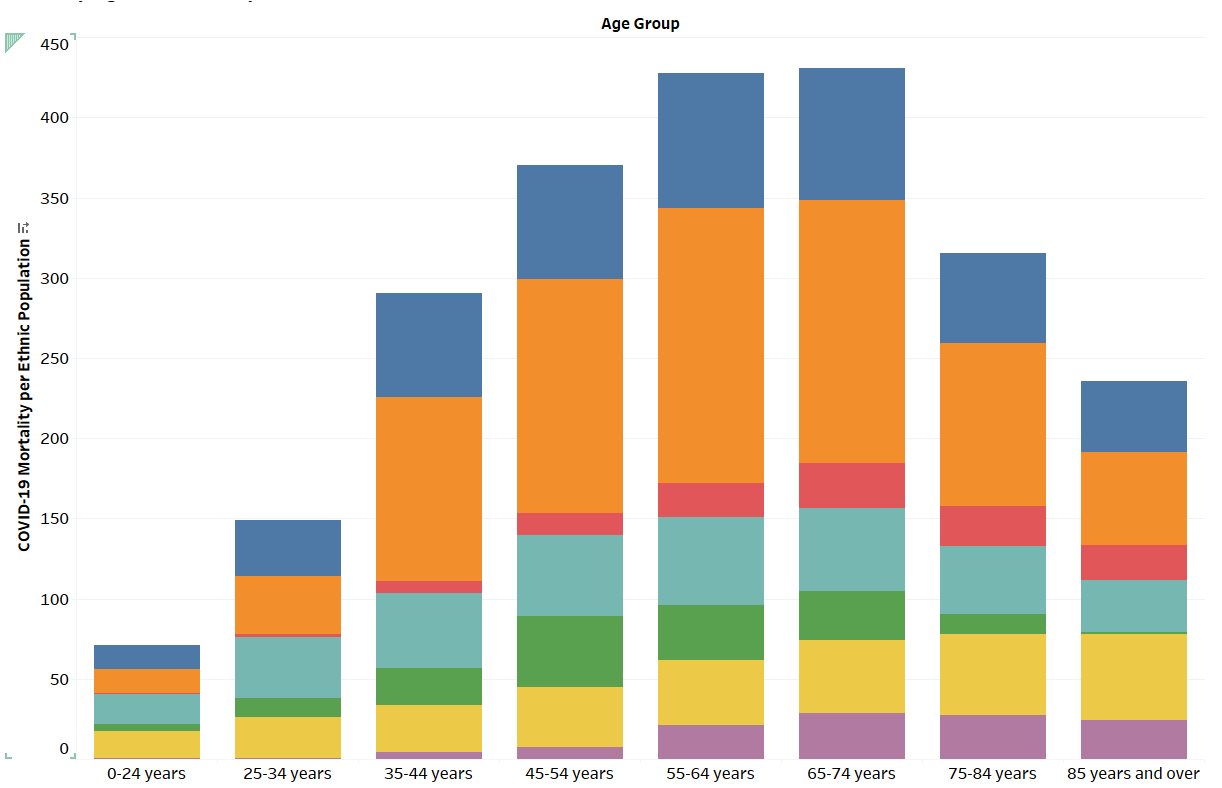 Age Group
COVID-19 Mortality per Ethnic Population
450
400
350
300
250
200
150
100
50
0
0-24 years
25-34 years
35-44 years
45-54 years
55-64 years
65-74 years
75-84 years
85 years and over